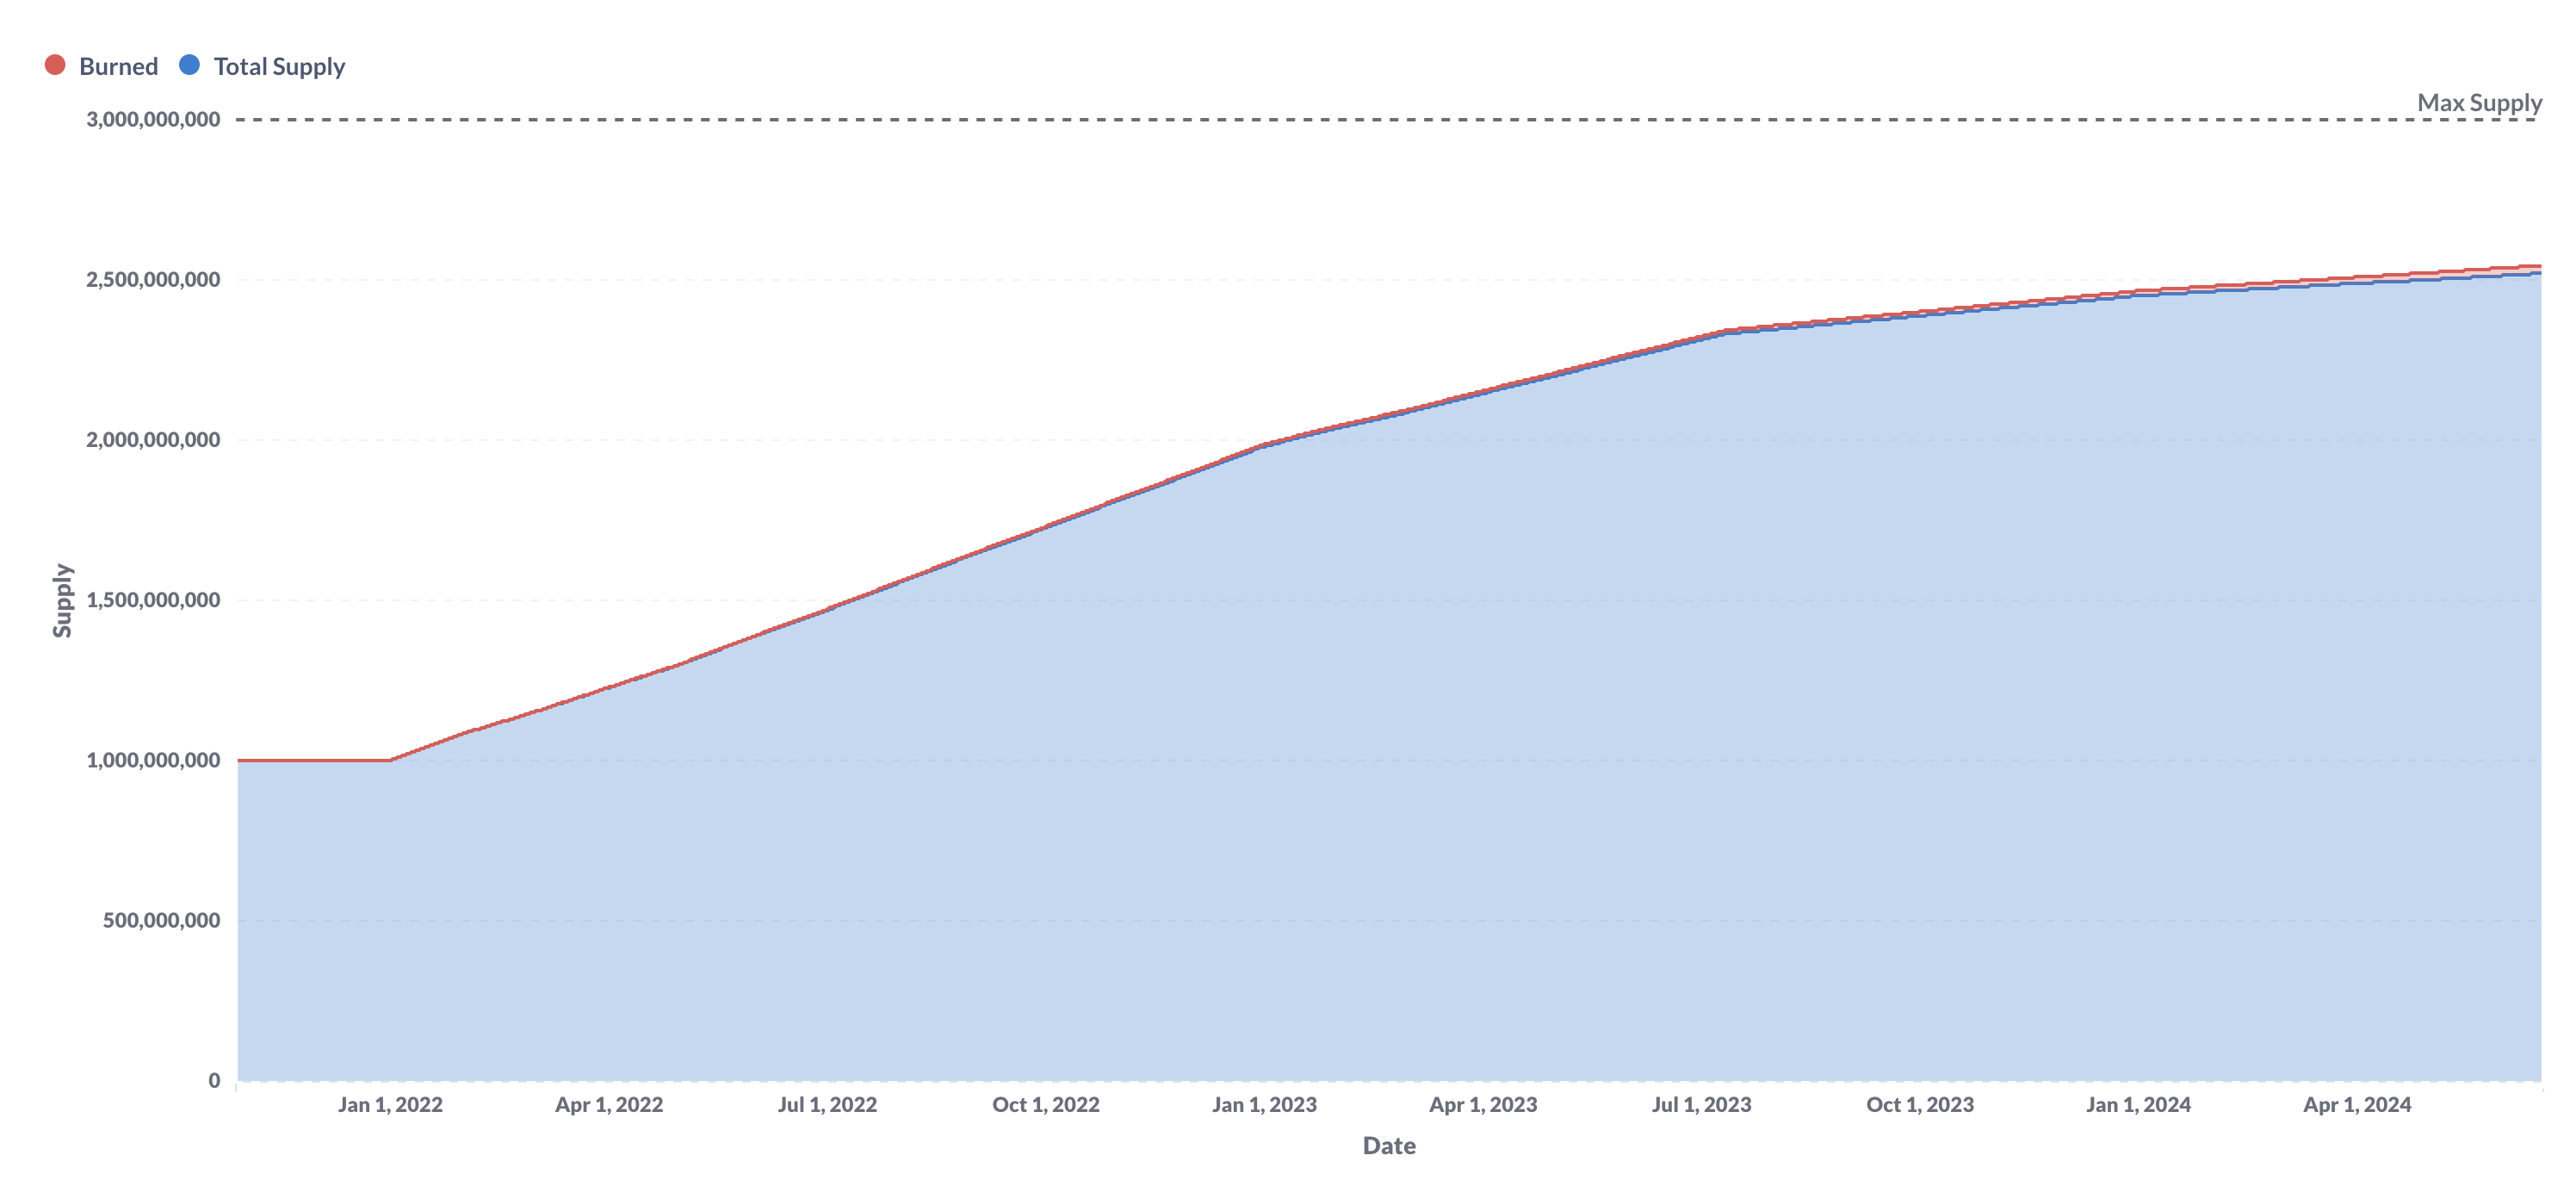 Burned Total Supply
Max Supply
3,000,000,000
2,500,000,000
2,000,000,000
1,500,000,000
1,000,000,000
500,000,000
0
Supply
Jan 1, 2022 Apr 1, 2022 Jul 1, 2022 Oct 1, 2022 Jan 1, 2023 Apr 1, 2023 Jul 1, 2023 Oct 1, 2023 Jan 1, 2024 Apr 1, 2024
Date